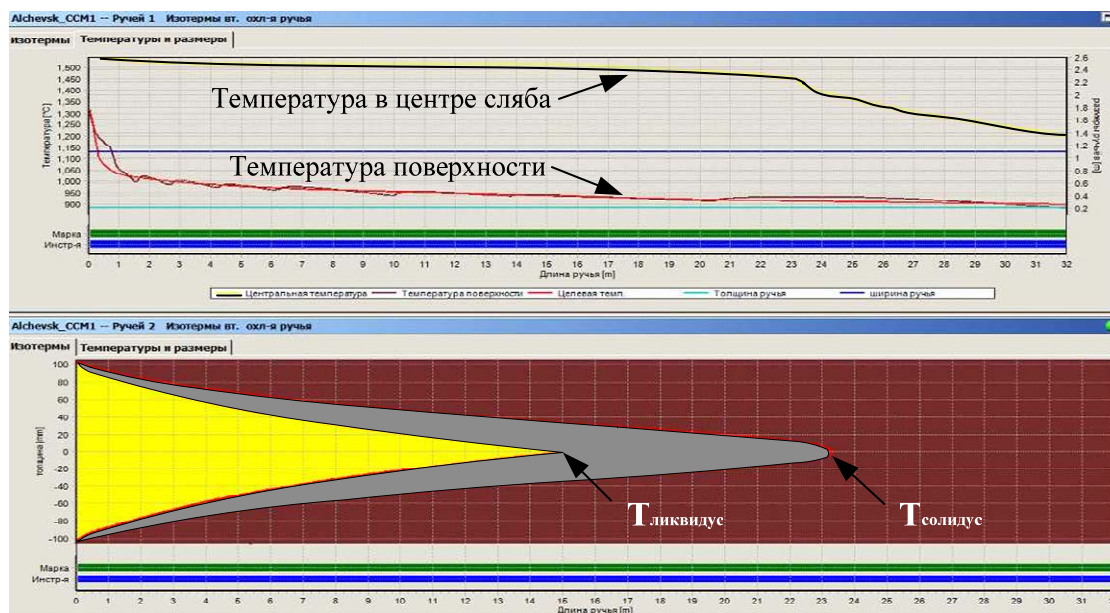 Alchevsk_CCM1 -- Ручей 1 Изотермы вт. охл-я ручья
Изотермы Температуры и размеры
Температура [°C]
1,500
1,450
1,400
1,350
1,300
1,250
1,200
1,150
1,100
1,050
1,000
950
900
Температура в центре сляба
Температура поверхности
2.6
2.4
2.2
2
1.8
1.6
1.4
1.2
1
0.8
0.6
0.4
0.2
размеры ручьёв [m]
Марка
Инстр-я
0 1 2 3 4 5 6 7 8 9 10 11 12 13 14 15 16 17 18 19 20 21 22 23 24 25 26 27 28 29 30 31 32
Длина ручья [m]
Центральная температура Температура поверхности Целевая темп. Толщина ручья ширина ручья
Alchevsk_CCM1 -- Ручей 2 Изотермы вт. охл-я ручья
Изотермы Температуры и размеры
толщина [mm]
100
80
60
40
20
0
-20
-40
-60
-80
-100
Tликвидус
Tсолидус
Марка
Инстр-я
0 1 2 3 4 5 6 7 8 9 10 11 12 13 14 15 16 17 18 19 20 21 22 23 24 25 26 27 28 29 30 31
Длина ручья [m]